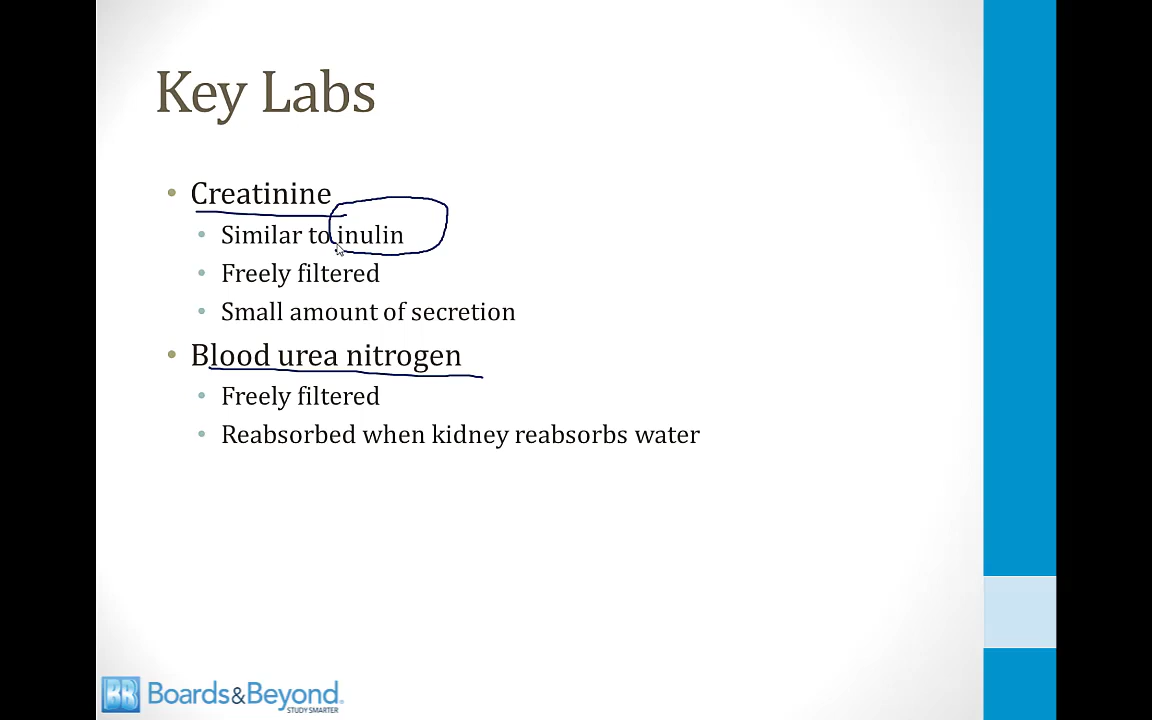 Key Labs
• Creatinine
• Similar to inulin
• Freely filtered
• Small amount of secretion
• Blood urea nitrogen
• Freely filtered
• Reabsorbed when kidney reabsorbs water
BB Boards&Beyond.
STUDY SMARTER